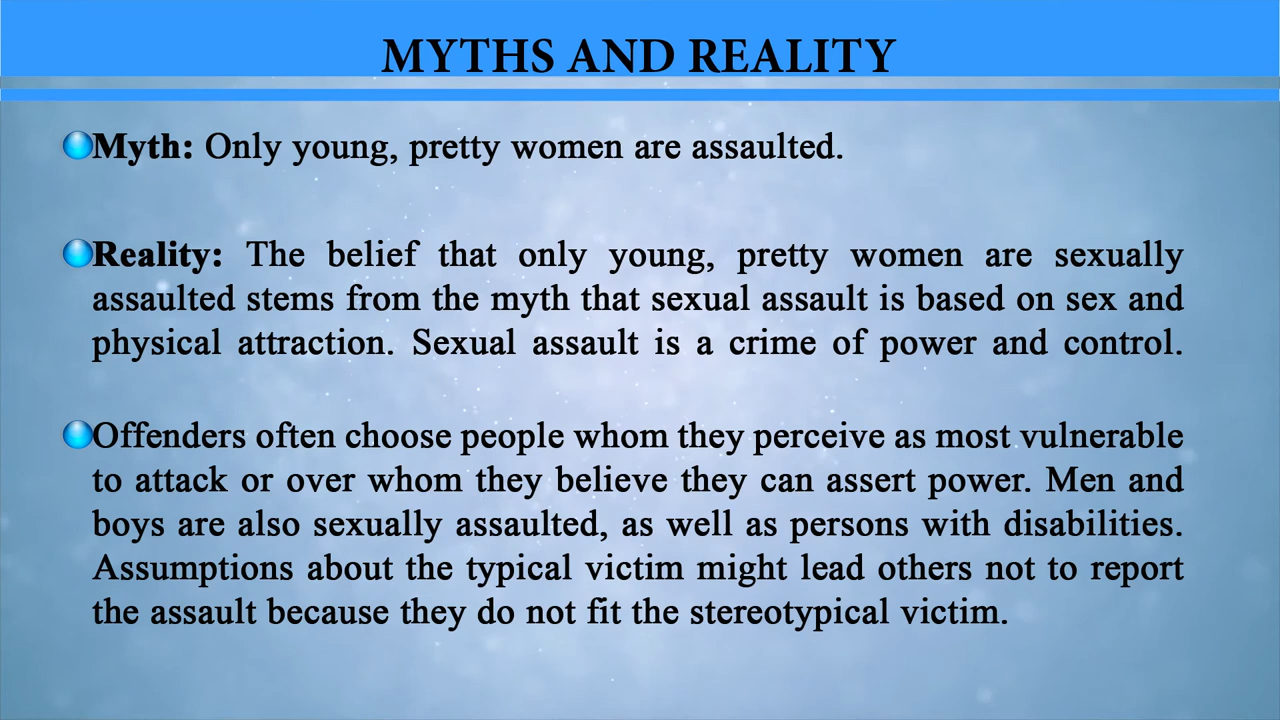 MYTHS AND REALITY
Myth: Only young, pretty women are assaulted.
Reality: The belief that only young, pretty women are sexually
assaulted stems from the myth that sexual assault is based on sex and
physical attraction. Sexual assault is a crime of power and control.
Offenders often choose people whom they perceive as most vulnerable
to attack or over whom they believe they can assert power. Men and
boys are also sexually assaulted, as well as persons with disabilities.
Assumptions about the typical victim might lead others not to report
the assault because they do not fit the stereotypical victim.